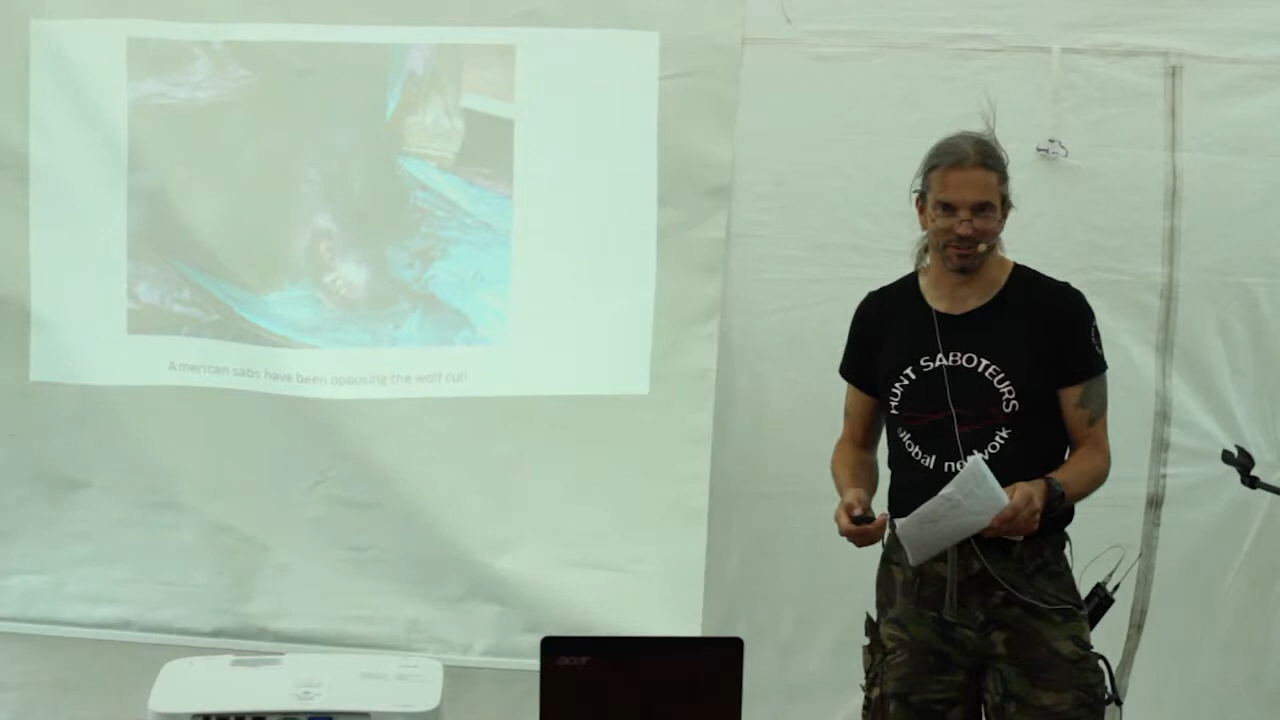 American sabs have been opposing the wolf cull
HUNT SABOTEURS
Global network
acer